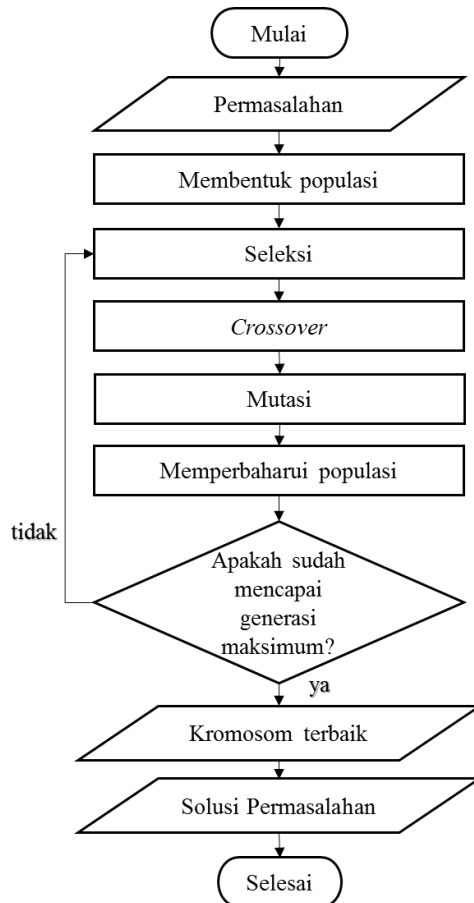 Mulai
Permasalahan
Membentuk populasi
Seleksi
Crossover
Mutasi
Memperbaharui populasi
tidak
Apakah sudah
mencapai
generasi
maksimum?
ya
Kromosom terbaik
Solusi Permasalahan
Selesai